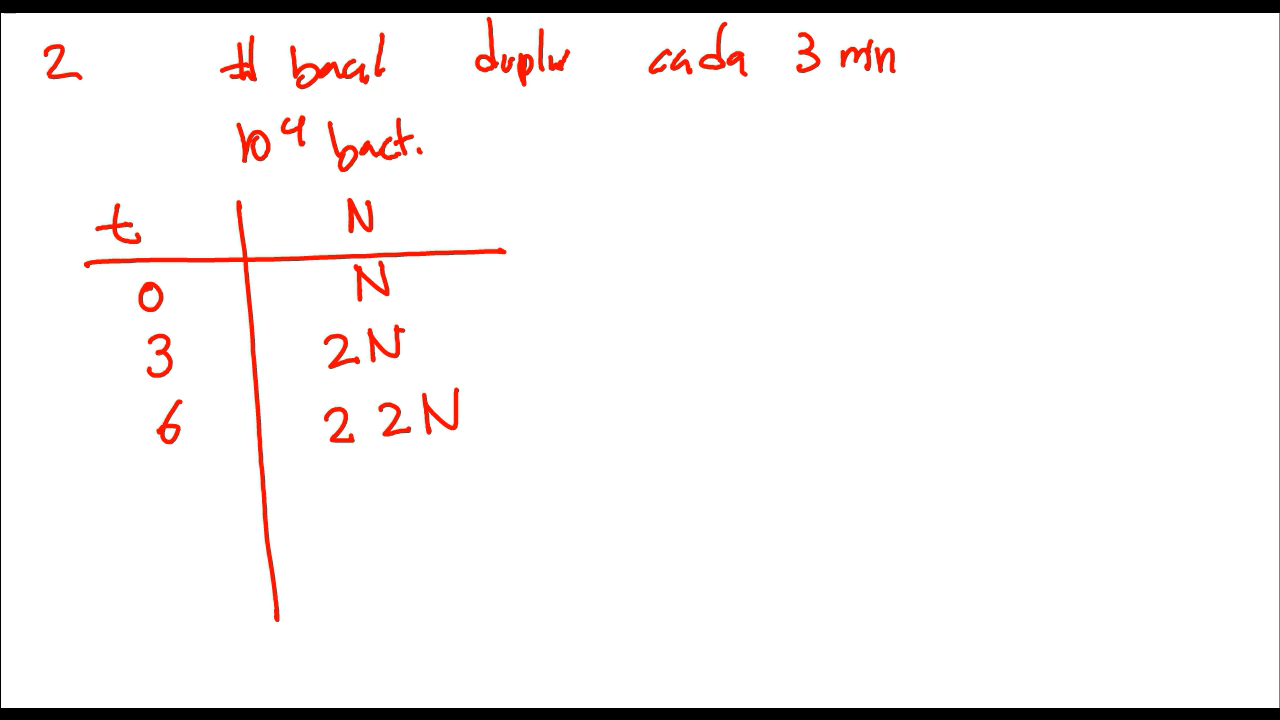 2 # bact duplic cada 3 min
10⁴ bact.
t N
0 N
3 2N
6 2 2N